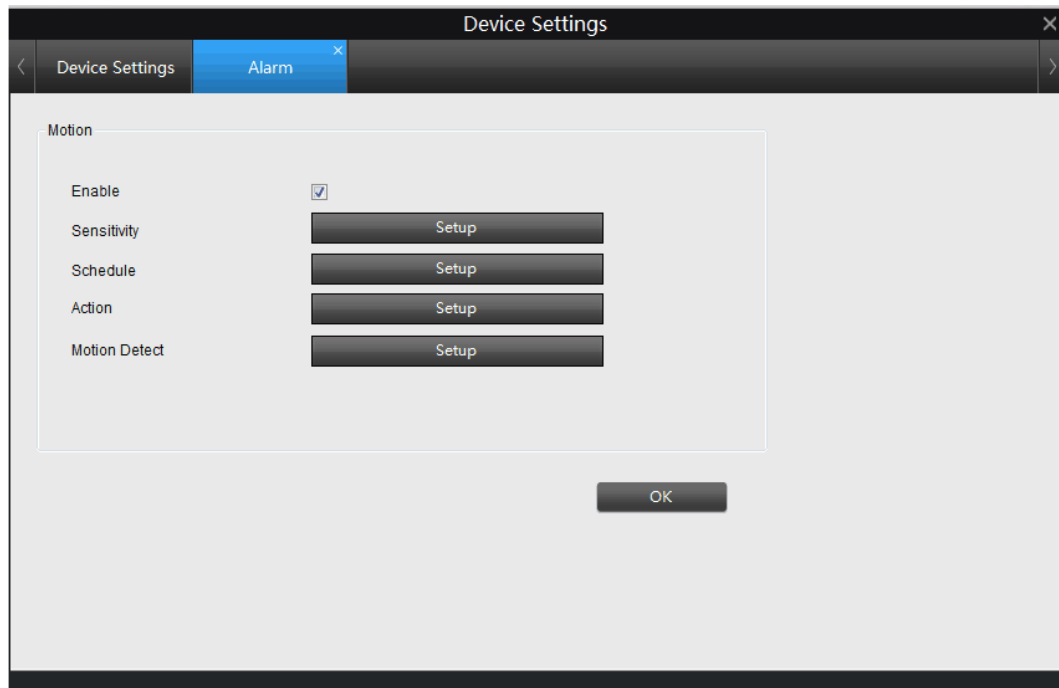 Device Settings
Device Settings
Alarm
Motion
Enable
Sensitivity Setup
Schedule Setup
Action Setup
Motion Detect Setup
OK